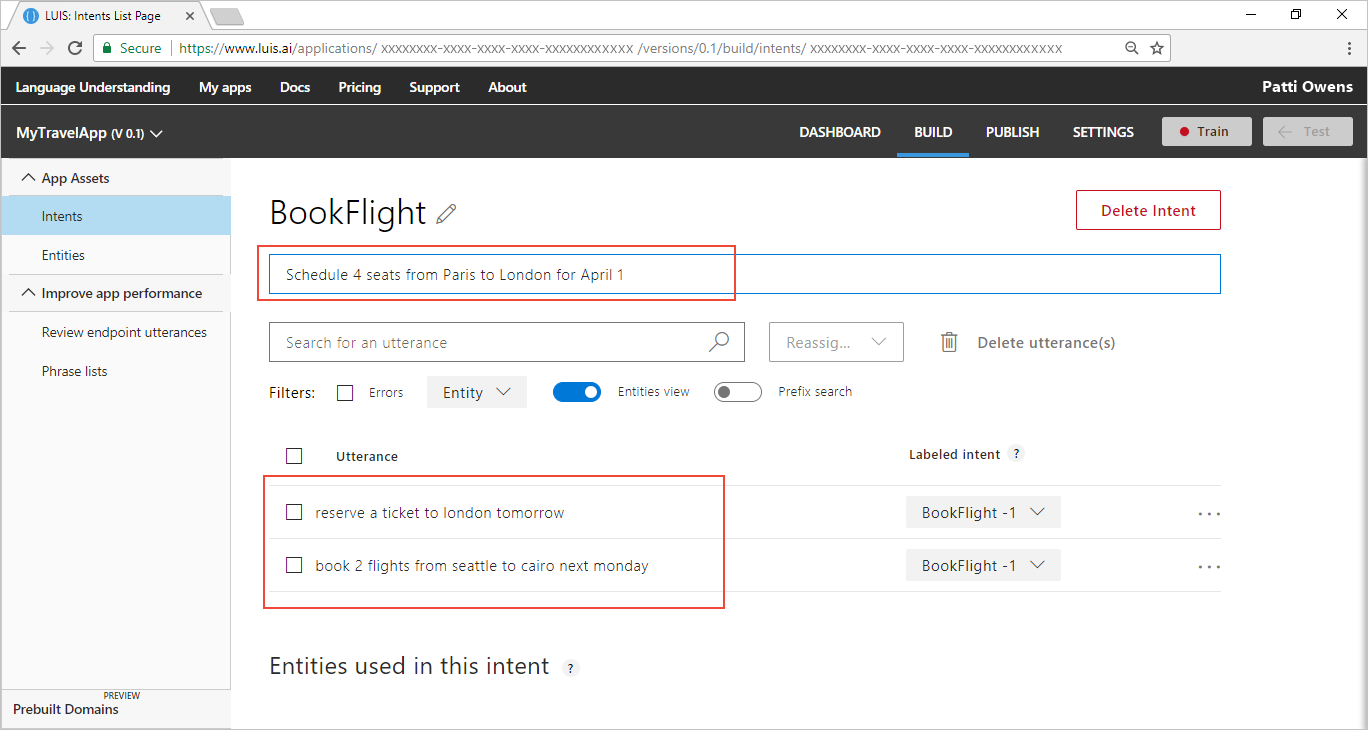 LUIS: Intents List Page
Secure https://www.luis.ai/applications/ xxxxxxxx-xxxx-xxxx-xxxx-xxxxxxxxxxxx /versions/0.1/build/intents/ xxxxxxxx-xxxx-xxxx-xxxx-xxxxxxxxxxxx
Language Understanding My apps Docs Pricing Support About Patti Owens
MyTravelApp (V 0.1) DASHBOARD BUILD PUBLISH SETTINGS Train Test
App Assets
Intents
Entities
Improve app performance
Review endpoint utterances
Phrase lists
PREVIEW
Prebuilt Domains
BookFlight Delete Intent
Schedule 4 seats from Paris to London for April 1
Search for an utterance Reassig... Delete utterance(s)
Filters: Errors Entity Entities view Prefix search
Utterance Labeled intent ?
reserve a ticket to london tomorrow BookFlight -1 ...
book 2 flights from seattle to cairo next monday BookFlight -1 ...
Entities used in this intent ?